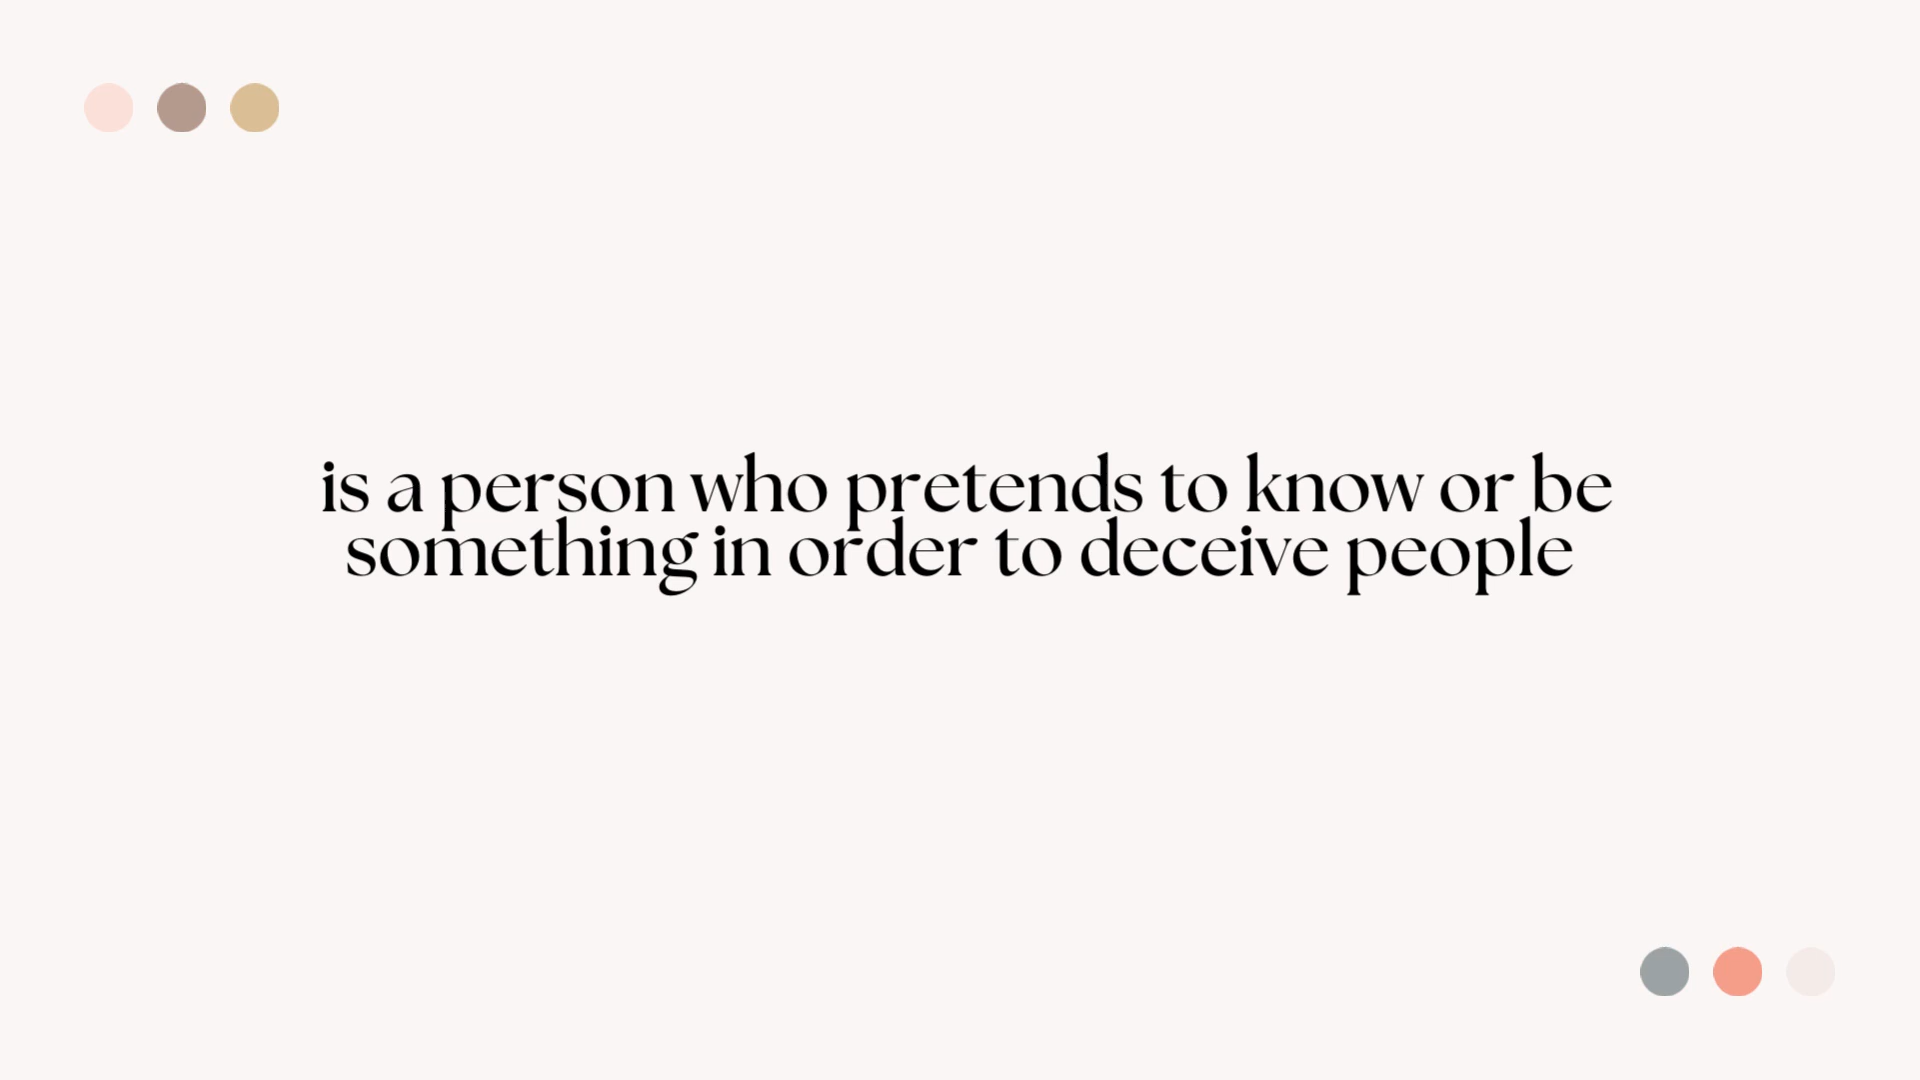 is a person who pretends to know or be
something in order to deceive people